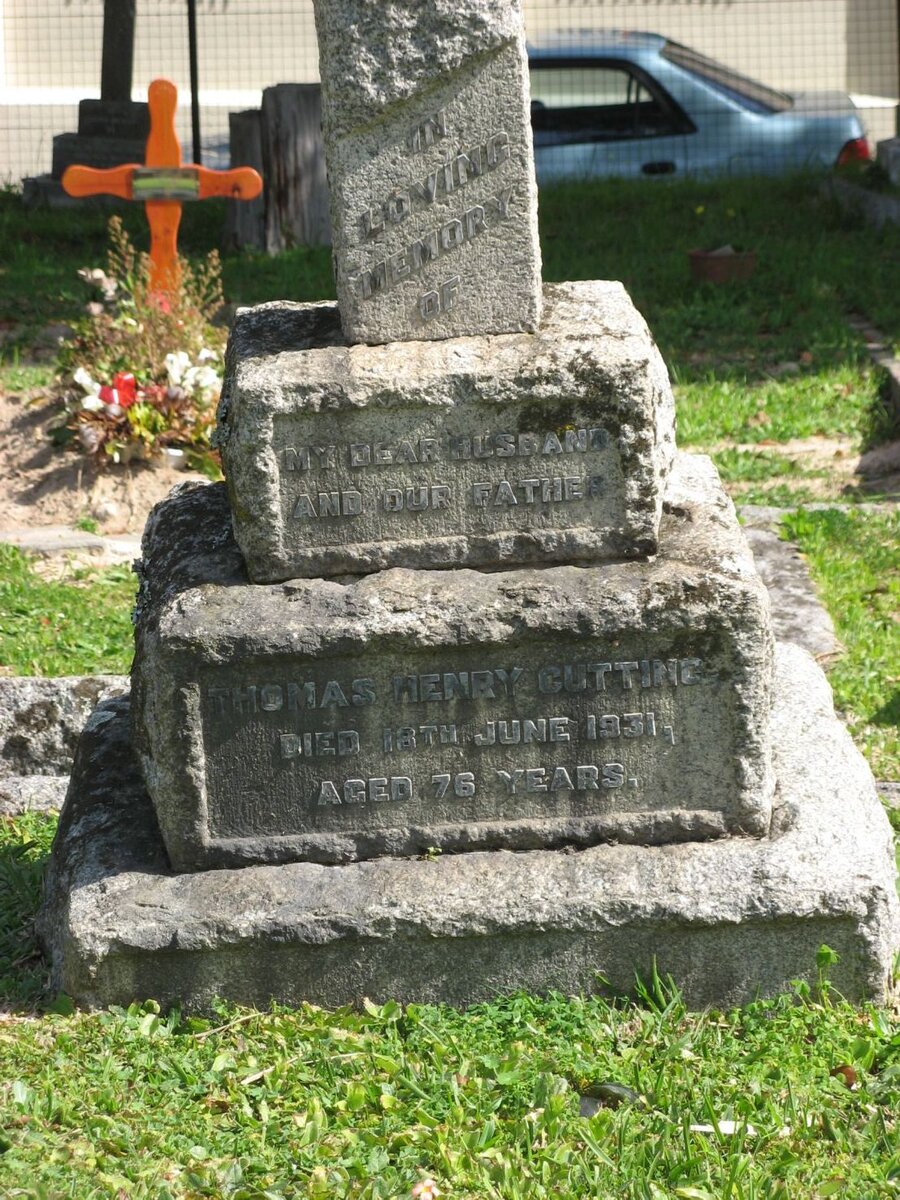 IN
LOVING
MEMORY
OF
MY DEAR HUSBAND
AND OUR FATHER
THOMAS HENRY CUTTING.
DIED 18TH JUNE 1931,
AGED 76 YEARS.